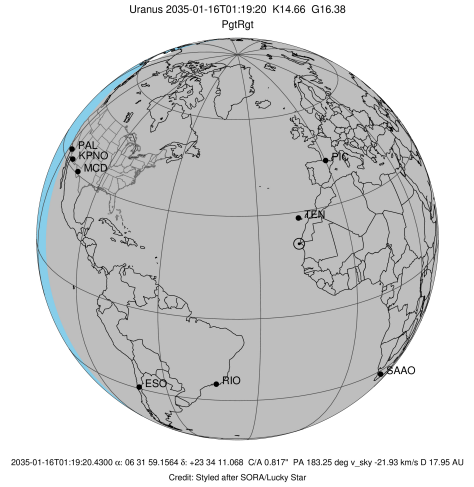 Uranus 2035-01-16T01:19:20 K14.66 G16.38
PgtRgt
PAL
KPNO
MCD
PIC
TEN
ESO
RIO
SAAO
2035-01-16T01:19:20.4300 α: 06 31 59.1564 δ: +23 34 11.068 C/A 0.817" PA 183.25 deg v_sky -21.93 km/s D 17.95 AU
Credit: Styled after SORA/Lucky Star